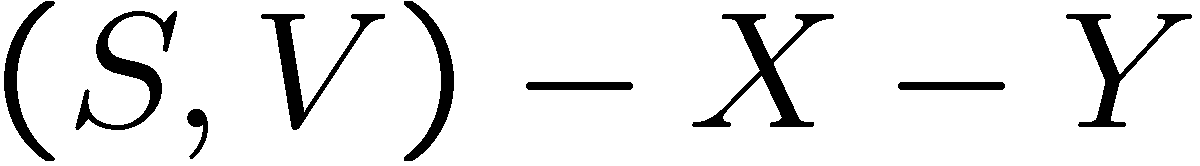 (S, V) − X − Y